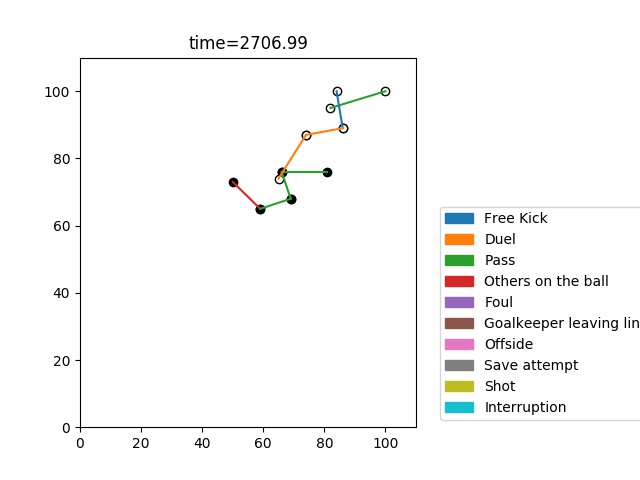 time=2706.99
100
80
60
40
20
0
0 20 40 60 80 100
Free Kick
Duel
Pass
Others on the ball
Foul
Goalkeeper leaving lin
Offside
Save attempt
Shot
Interruption